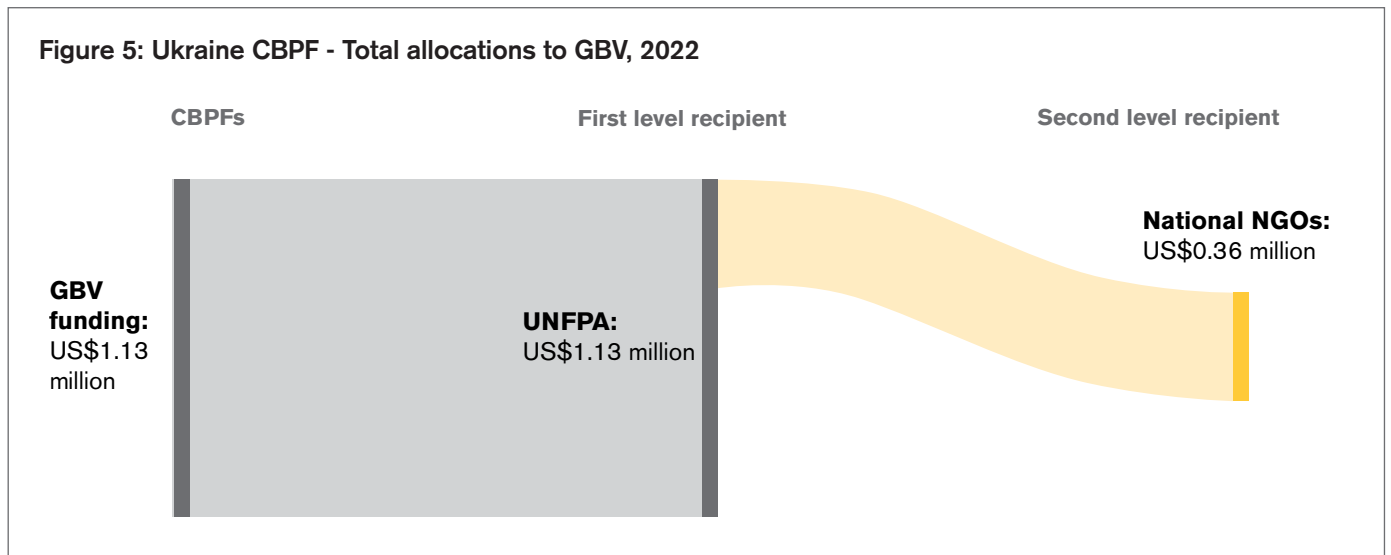 Figure 5: Ukraine CBPF - Total allocations to GBV, 2022
CBPFs
First level recipient
Second level recipient
GBV
funding:
US$1.13
million
UNFPA:
US$1.13 million
National NGOs:
US$0.36 million